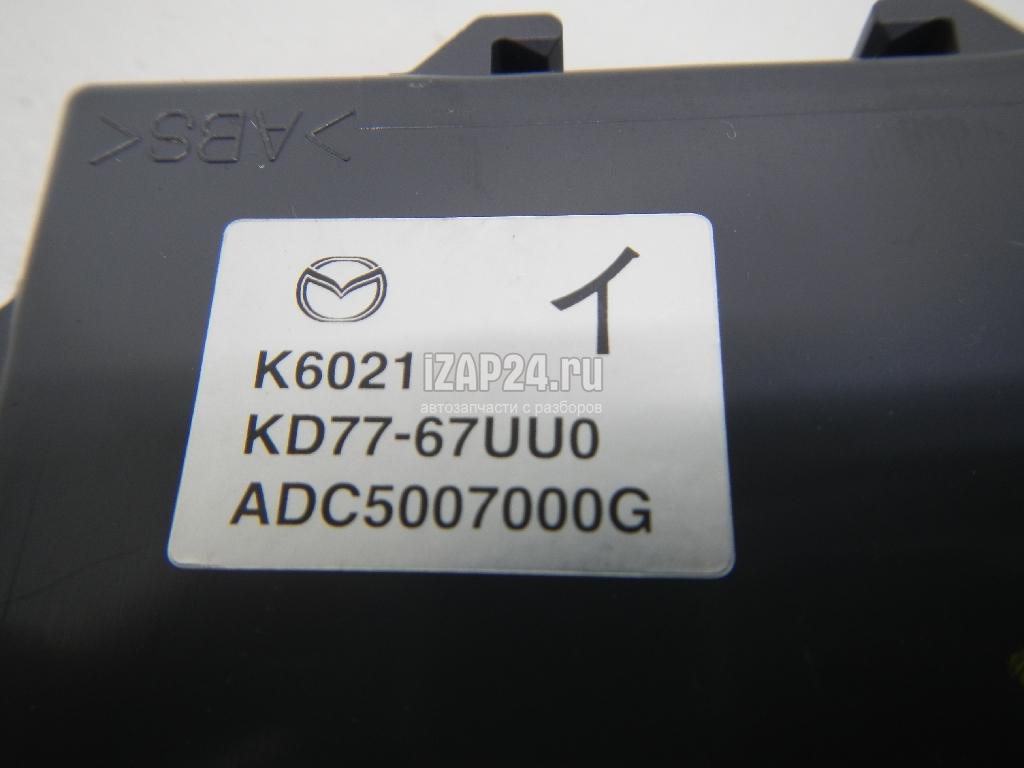 >ABS<
イ
K6021
iZAP24.ru
автозапчасти с разборов
KD77-67UU0
ADC5007000G